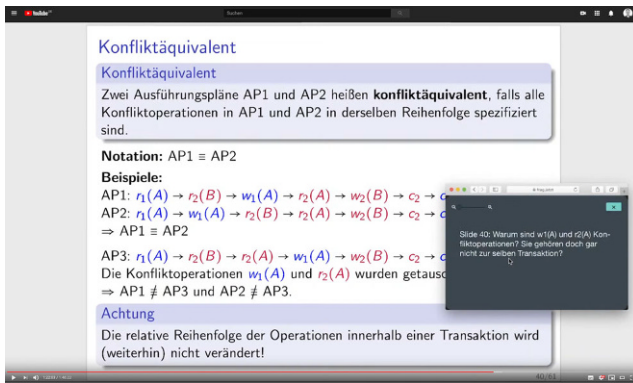 YouTube
Suchen
Konfliktäquivalent
Konfliktäquivalent
Zwei Ausführungspläne AP1 und AP2 heißen konfliktäquivalent, falls alle
Konfliktoperationen in AP1 und AP2 in derselben Reihenfolge spezifiziert
sind.
Notation: AP1 ≡ AP2
Beispiele:
AP1: r₁(A) → r₂(B) → w₁(A) → r₂(A) → w₂(B) → c₂ → c
AP2: r₁(A) → w₁(A) → r₂(B) → r₂(A) → w₂(B) → c₂ → c
⇒ AP1 ≡ AP2
AP3: r₁(A) → r₂(B) → r₂(A) → w₁(A) → w₂(B) → c₂ →
Die Konfliktoperationen w₁(A) und r₂(A) wurden getausc
⇒ AP1 ≢ AP3 und AP2 ≢ AP3.
Slide 40: Warum sind w1(A) und r2(A) Kon-
fliktoperationen? Sie gehören doch gar
nicht zur selben Transaktion?
Achtung
Die relative Reihenfolge der Operationen innerhalb einer Transaktion wird
(weiterhin) nicht verändert!
40/61